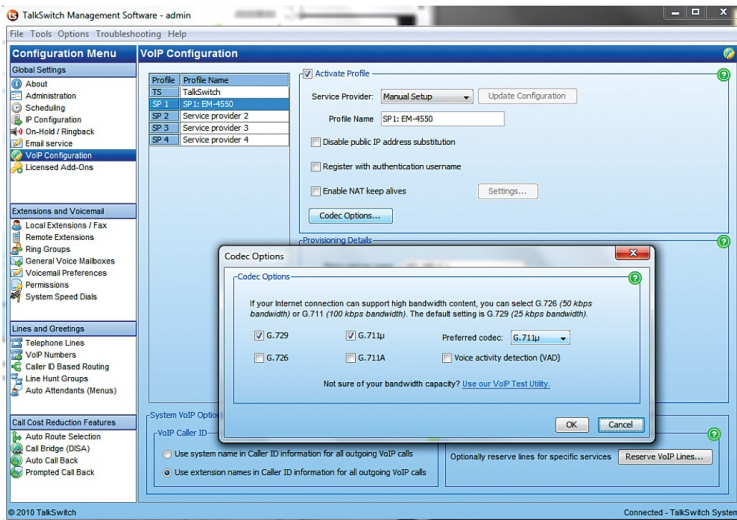 TalkSwitch Management Software - admin
File Tools Options Troubleshooting Help
Configuration Menu
Global Settings
About
Administration
Scheduling
IP Configuration
On-Hold / Ringback
Email service
VoIP Configuration
Licensed Add-Ons
Extensions and Voicemail
Local Extensions / Fax
Remote Extensions
Ring Groups
General Voice Mailboxes
Voicemail Preferences
Permissions
System Speed Dials
Lines and Greetings
Telephone Lines
VoIP Numbers
Caller ID Based Routing
Line Hunt Groups
Auto Attendants (Menus)
Call Cost Reduction Features
Auto Route Selection
Call Bridge (DISA)
Auto Call Back
Prompted Call Back
VoIP Configuration
Profile Profile Name
TS TalkSwitch
SP 1 SP1: EM-4550
SP 2 Service provider 2
SP 3 Service provider 3
SP 4 Service provider 4
Activate Profile
Service Provider: Manual Setup Update Configuration
Profile Name SP1: EM-4550
Disable public IP address substitution
Register with authentication username
Enable NAT keep alives Settings...
Codec Options...
Provisioning Details
Codec Options
Codec Options
If your Internet connection can support high bandwidth content, you can select G.726 (50 kbps
bandwidth) or G.711 (100 kbps bandwidth). The default setting is G.729 (25 kbps bandwidth).
G.729 G.711µ Preferred codec: G.711µ
G.726 G.711A Voice activity detection (VAD)
Not sure of your bandwidth capacity? Use our VoIP Test Utility.
OK Cancel
System VoIP Optio
VoIP Caller ID
Use system name in Caller ID information for all outgoing VoIP calls
Use extension names in Caller ID information for all outgoing VoIP calls
Optionally reserve lines for specific services Reserve VoIP Lines...
© 2010 TalkSwitch
Connected - TalkSwitch System